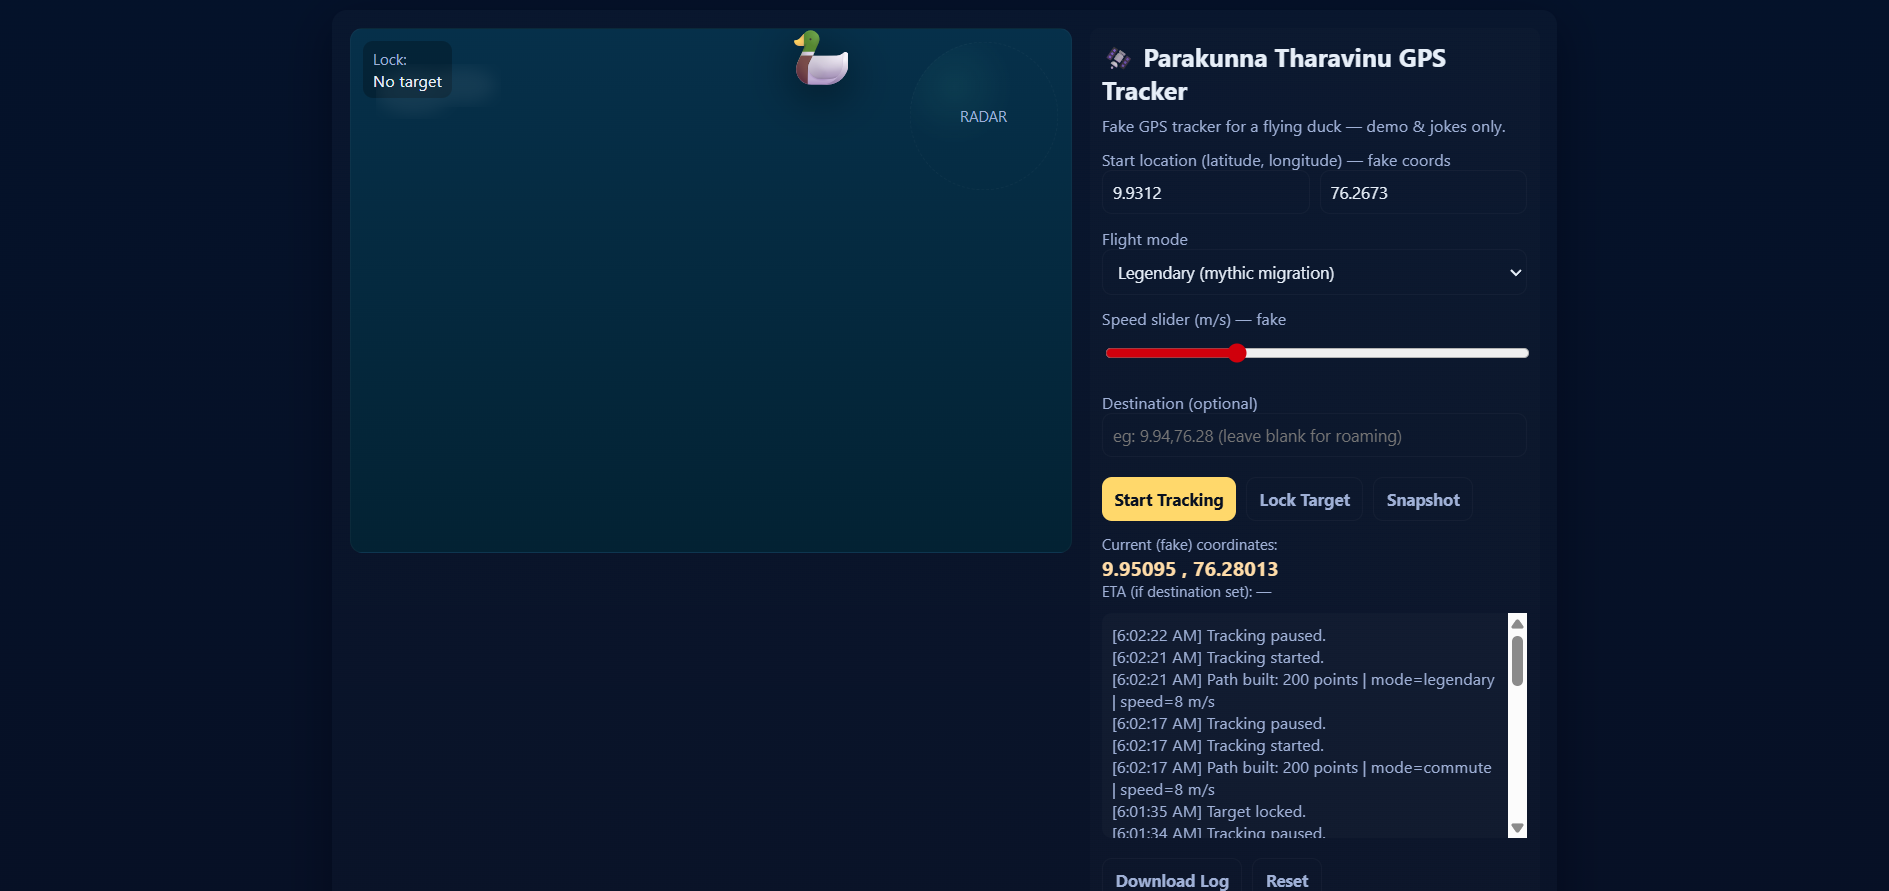 Lock:
No target
RADAR
Parakunna Tharavinu GPS
Tracker
Fake GPS tracker for a flying duck — demo & jokes only.
Start location (latitude, longitude) — fake coords
9.9312
76.2673
Flight mode
Legendary (mythic migration)
Speed slider (m/s) — fake
Destination (optional)
eg: 9.94,76.28 (leave blank for roaming)
Start Tracking
Lock Target
Snapshot
Current (fake) coordinates:
9.95095 , 76.28013
ETA (if destination set): —
[6:02:22 AM] Tracking paused.
[6:02:21 AM] Tracking started.
[6:02:21 AM] Path built: 200 points | mode=legendary
| speed=8 m/s
[6:02:17 AM] Tracking paused.
[6:02:17 AM] Tracking started.
[6:02:17 AM] Path built: 200 points | mode=commute
| speed=8 m/s
[6:01:35 AM] Target locked.
[6:01:34 AM] Tracking paused.
Download Log
Reset